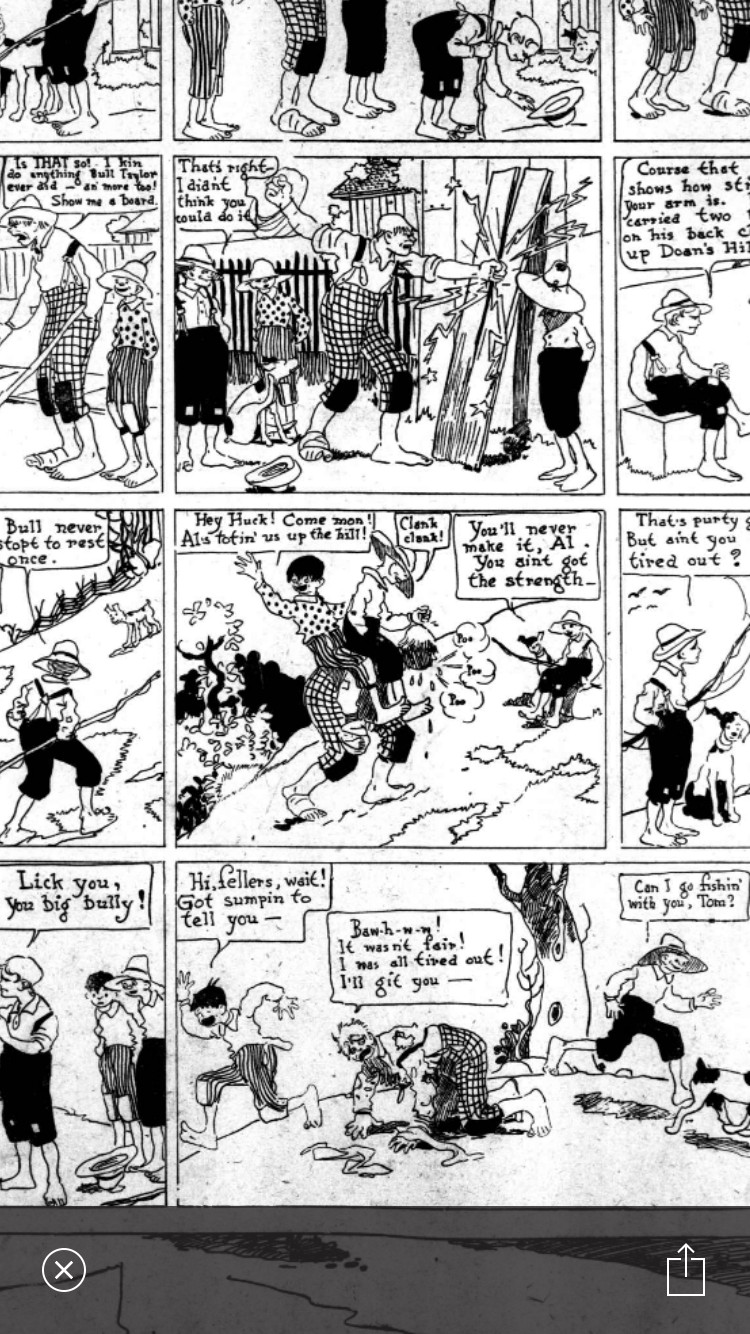 Is THAT so! I kin
do anything Bull Taylor
ever did — an' more too!
Show me a board.
That's right
I didn't
think you
could do it
Course that
shows how sti
your arm is.
carried two
on his back cl
up Doan's Hil
Bull never
stopt to rest
once.
Hey Huck! Come mon!
Al's totin' us up the hill!
Clank
clank!
You'll never
make it, Al.
You aint got
the strength—
Poo
Poo
Poo
That's purty g
But aint you
tired out?
Lick you,
you big bully!
Hi, fellers, wait!
Got sumpin to
tell you —
Baw-h-w-w!
It wasn't fair!
I was all tired out!
I'll git you —
Can I go fishin'
with you, Tom?